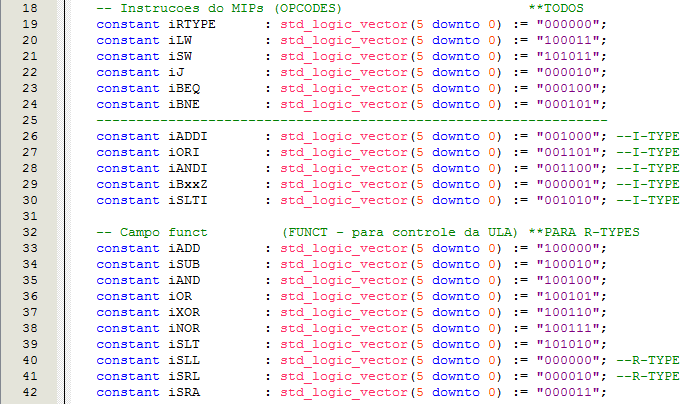 18 -- Instrucoes do MIPs (OPCODES) **TODOS
19 constant iRTYPE : std_logic_vector(5 downto 0) := "000000";
20 constant iLW : std_logic_vector(5 downto 0) := "100011";
21 constant iSW : std_logic_vector(5 downto 0) := "101011";
22 constant iJ : std_logic_vector(5 downto 0) := "000010";
23 constant iBEQ : std_logic_vector(5 downto 0) := "000100";
24 constant iBNE : std_logic_vector(5 downto 0) := "000101";
25 -----------------------------------------------------------------
26 constant iADDI : std_logic_vector(5 downto 0) := "001000"; --I-TYPE
27 constant iORI : std_logic_vector(5 downto 0) := "001101"; --I-TYPE
28 constant iANDI : std_logic_vector(5 downto 0) := "001100"; --I-TYPE
29 constant iBxxZ : std_logic_vector(5 downto 0) := "000001"; --I-TYPE
30 constant iSLTI : std_logic_vector(5 downto 0) := "001010"; --I-TYPE
31
32 -- Campo funct (FUNCT - para controle da ULA) **PARA R-TYPES
33 constant iADD : std_logic_vector(5 downto 0) := "100000";
34 constant iSUB : std_logic_vector(5 downto 0) := "100010";
35 constant iAND : std_logic_vector(5 downto 0) := "100100";
36 constant iOR : std_logic_vector(5 downto 0) := "100101";
37 constant iXOR : std_logic_vector(5 downto 0) := "100110";
38 constant iNOR : std_logic_vector(5 downto 0) := "100111";
39 constant iSLT : std_logic_vector(5 downto 0) := "101010";
40 constant iSLL : std_logic_vector(5 downto 0) := "000000"; --R-TYPE
41 constant iSRL : std_logic_vector(5 downto 0) := "000010"; --R-TYPE
42 constant iSRA : std_logic_vector(5 downto 0) := "000011";